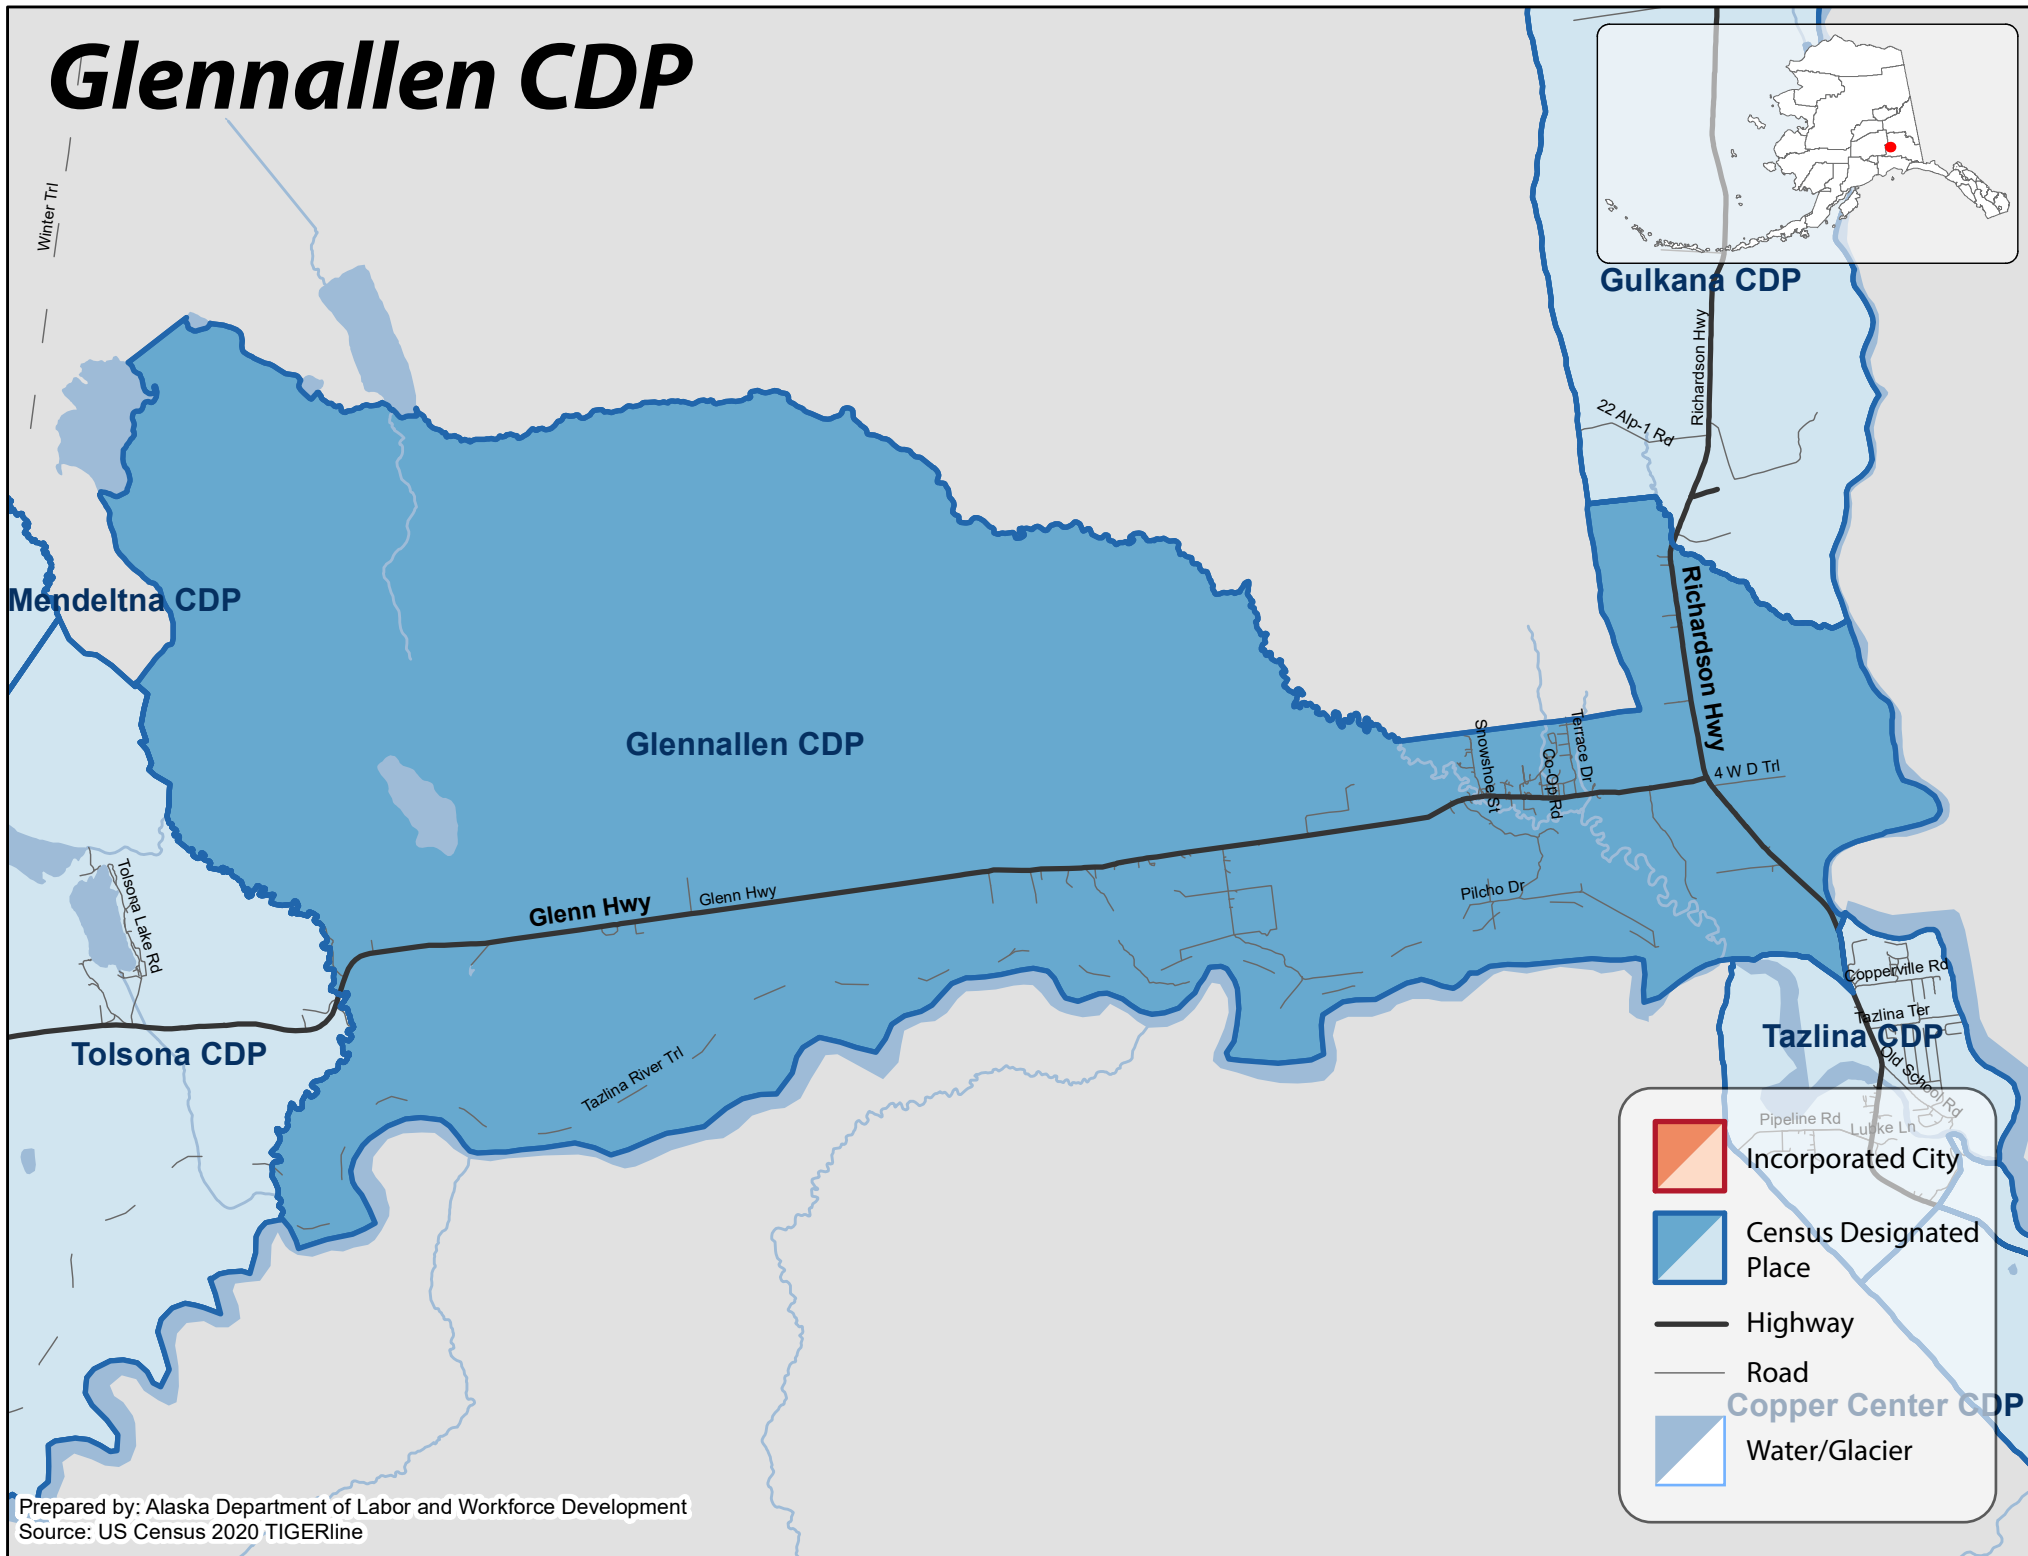 Glennallen CDP
Winter Trl
Gulkana CDP
Richardson Hwy
22 Alp-1 Rd
Mendeltna CDP
Richardson Hwy
Glennallen CDP
Snowshoe St
Co-Op Rd
Terrace Dr
4 W D Trl
Tolsona Lake Rd
Glenn Hwy
Glenn Hwy
Pilcho Dr
Copperville Rd
Tazlina Ter
Tazlina CDP
Tolsona CDP
Old School Rd
Tazlina River Trl
Pipeline Rd
Lubke Ln
Incorporated City
Census Designated
Place
Highway
Road
Copper Center CDP
Water/Glacier
Prepared by: Alaska Department of Labor and Workforce Development
Source: US Census 2020 TIGERline